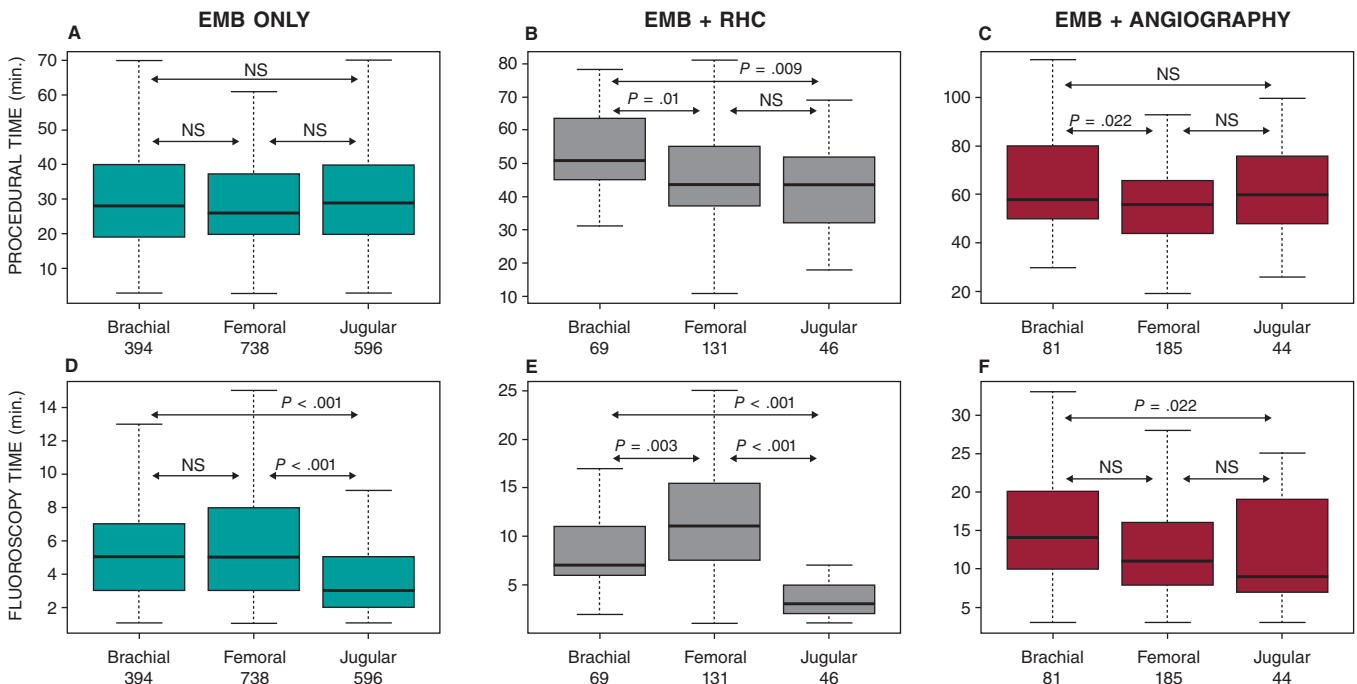 EMB ONLY
EMB + RHC
EMB + ANGIOGRAPHY
A
PROCEDURAL TIME (min.)
70
60
50
40
30
20
10
NS
NS
NS
Brachial Femoral Jugular
394 738 596
B
80
70
60
50
40
30
20
10
P = .009
P = .01
NS
Brachial Femoral Jugular
69 131 46
C
100
80
60
40
20
NS
P = .022
NS
Brachial Femoral Jugular
81 185 44
D
FLUOROSCOPY TIME (min.)
14
12
10
8
6
4
2
P < .001
NS
P < .001
Brachial Femoral Jugular
394 738 596
E
25
20
15
10
5
P < .001
P = .003
P < .001
Brachial Femoral Jugular
69 131 46
F
30
25
20
15
10
5
P = .022
NS
NS
Brachial Femoral Jugular
81 185 44